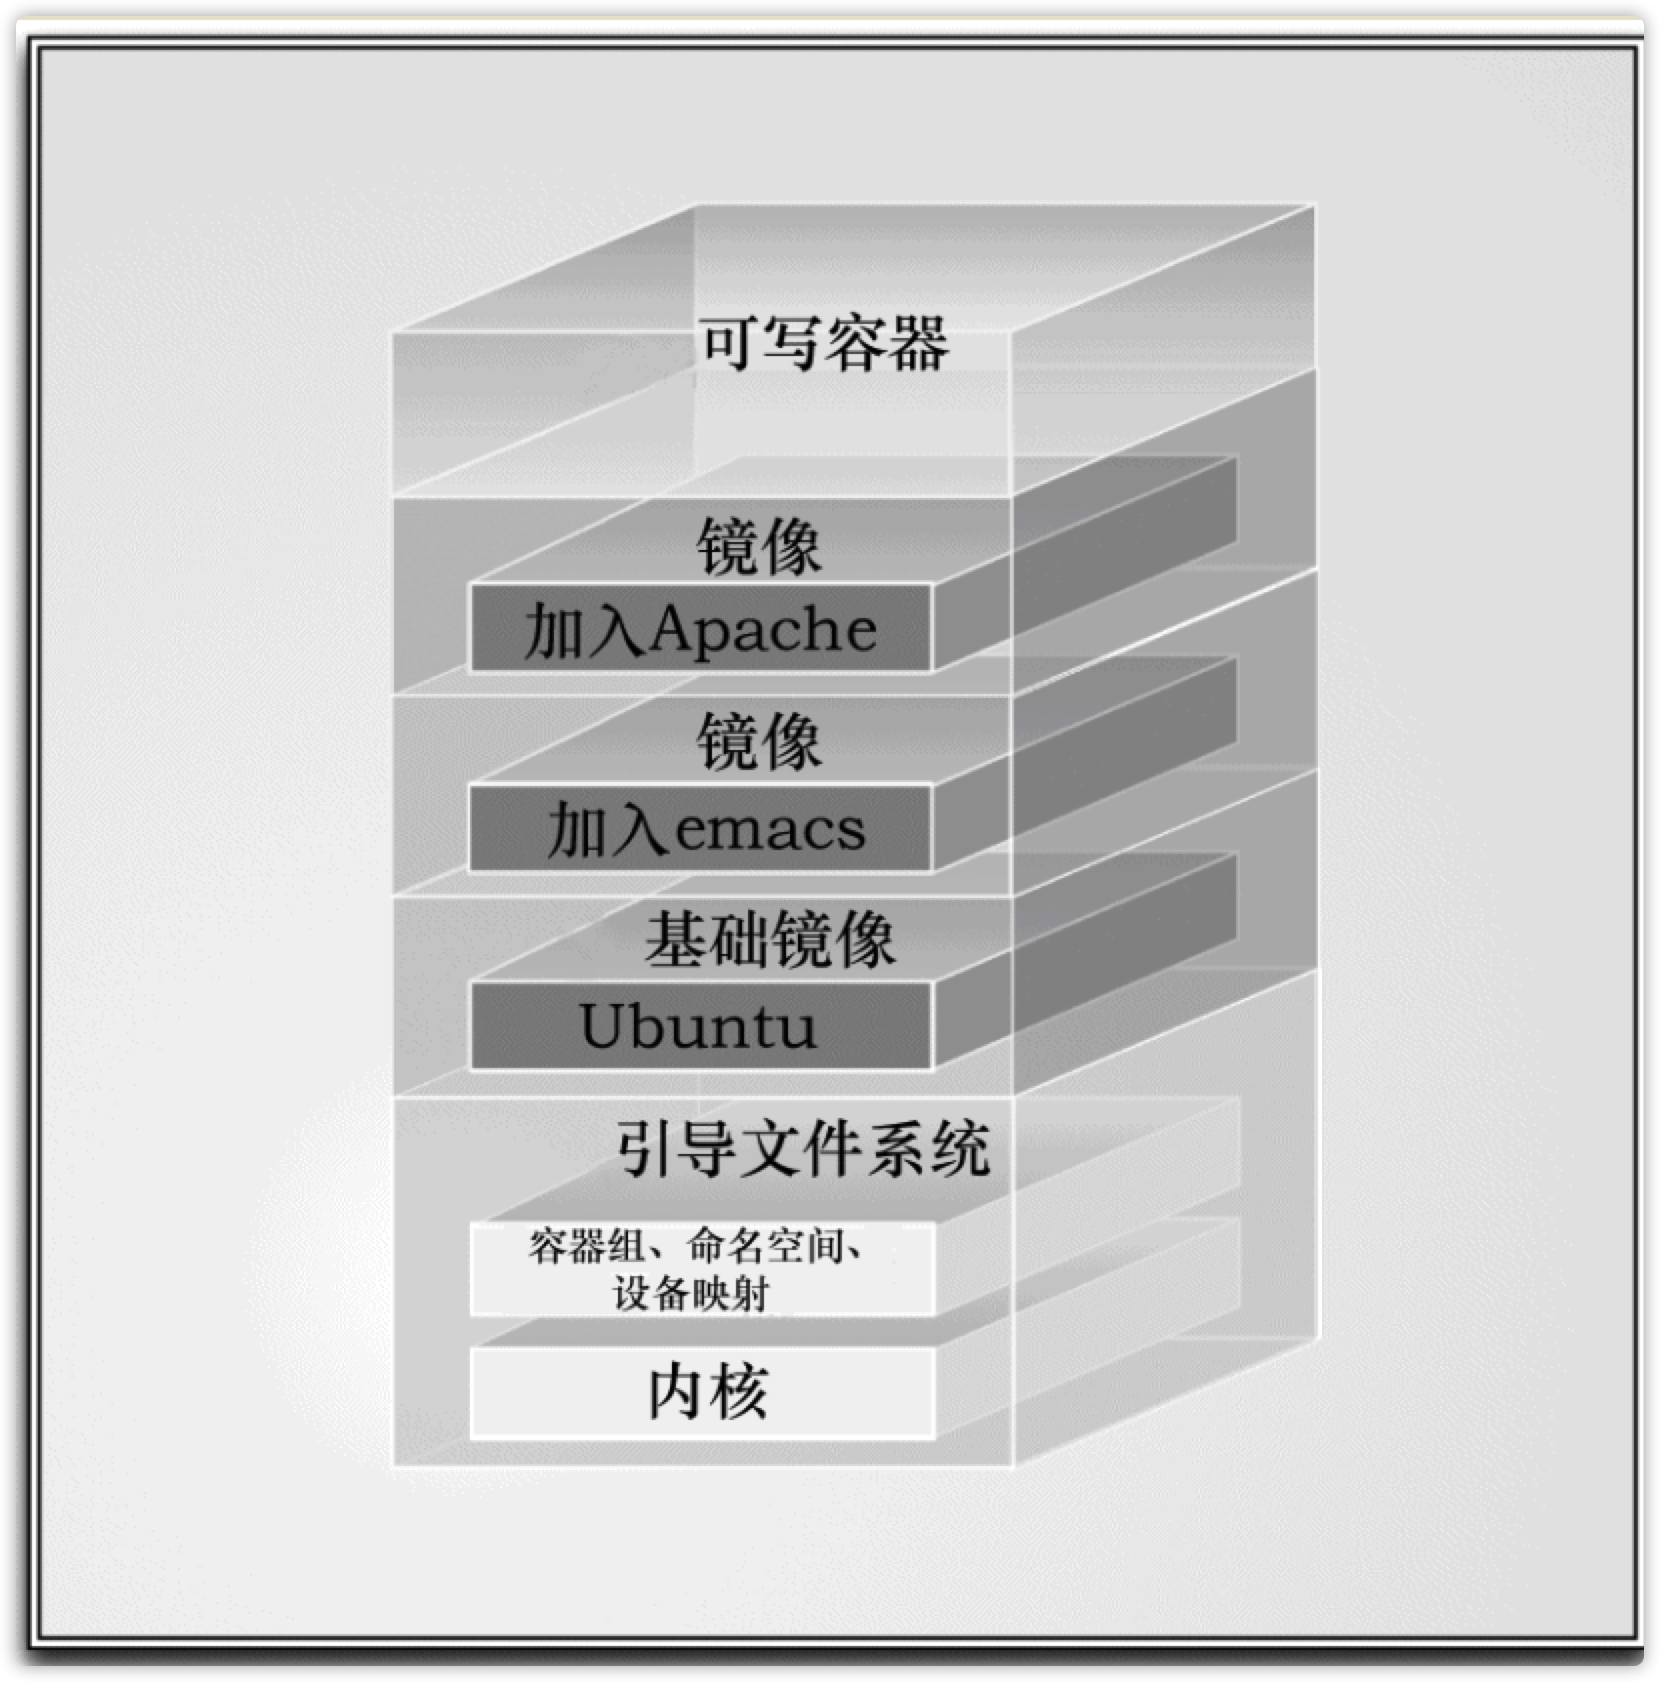 可写容器
镜像
加入Apache
镜像
加入emacs
基础镜像
Ubuntu
引导文件系统
容器组、命名空间、
设备映射
内核